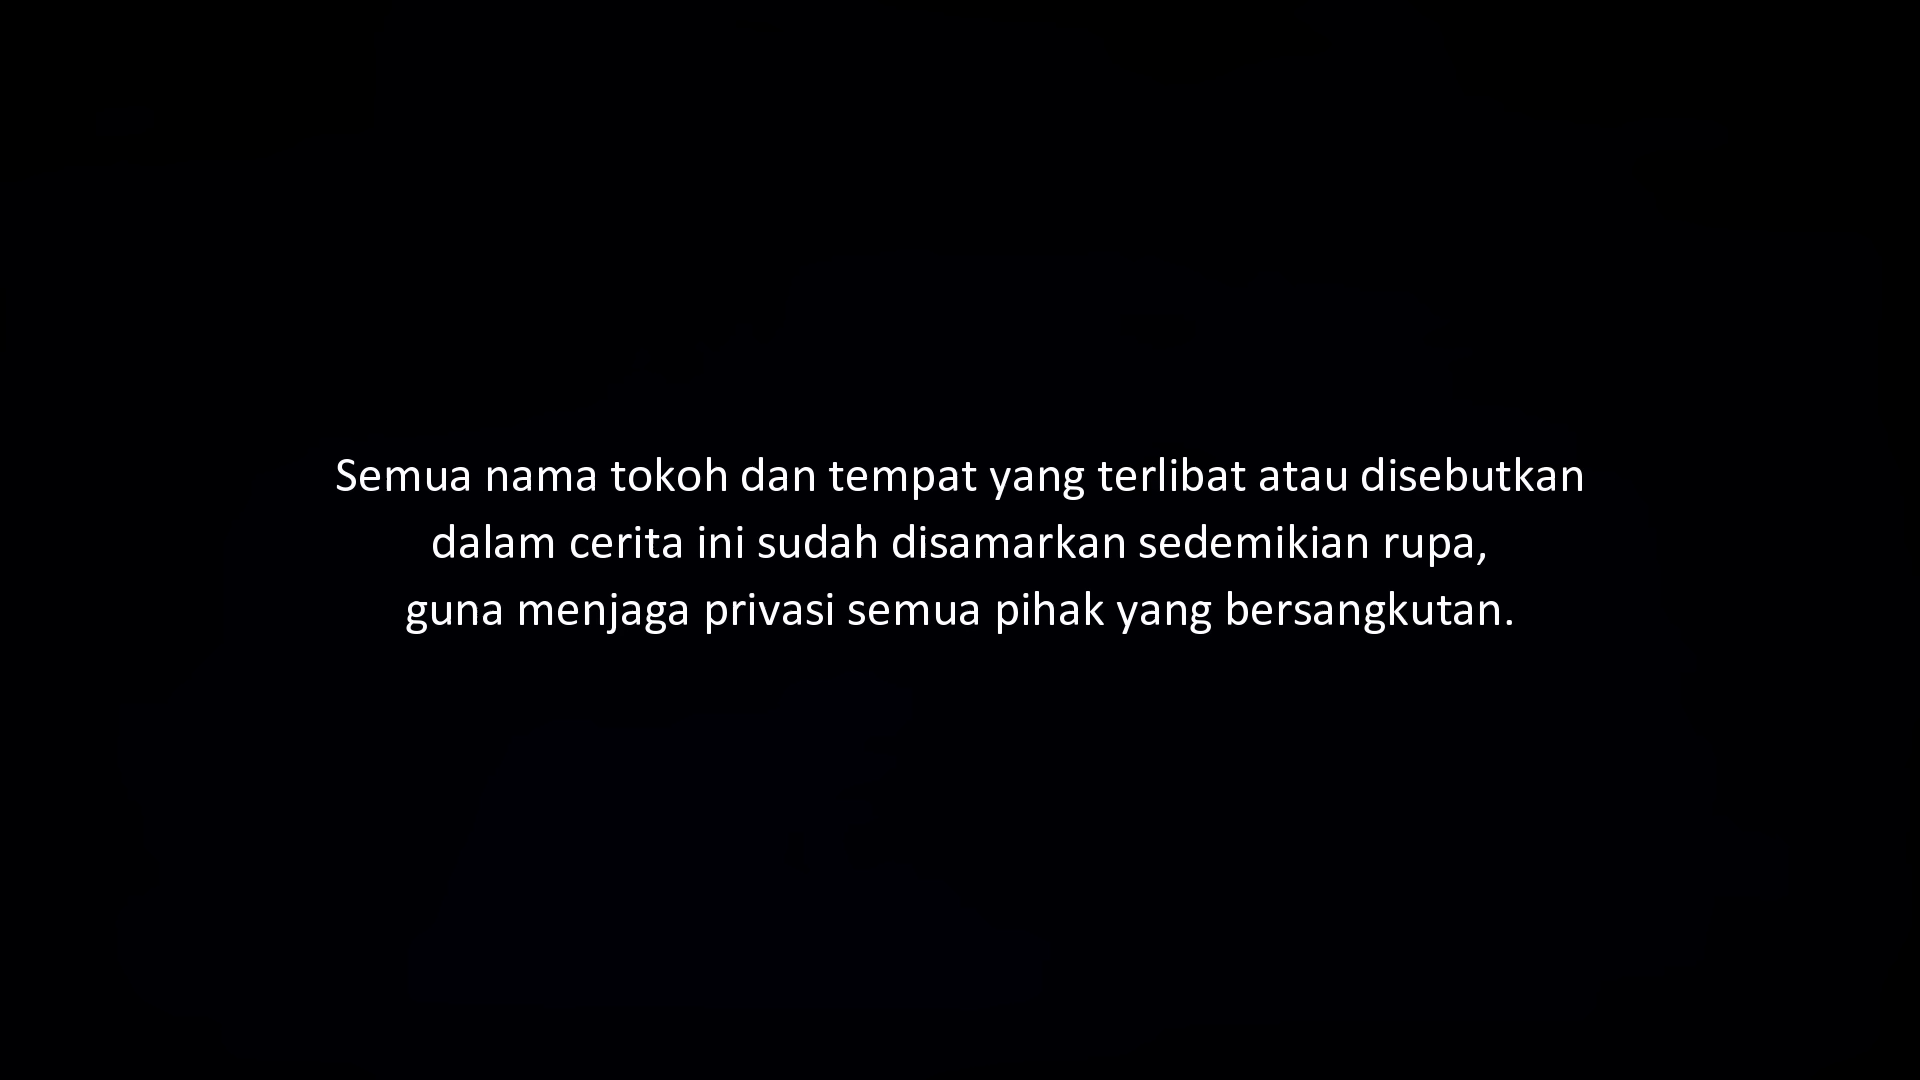 Semua nama tokoh dan tempat yang terlibat atau disebutkan
dalam cerita ini sudah disamarkan sedemikian rupa,
guna menjaga privasi semua pihak yang bersangkutan.